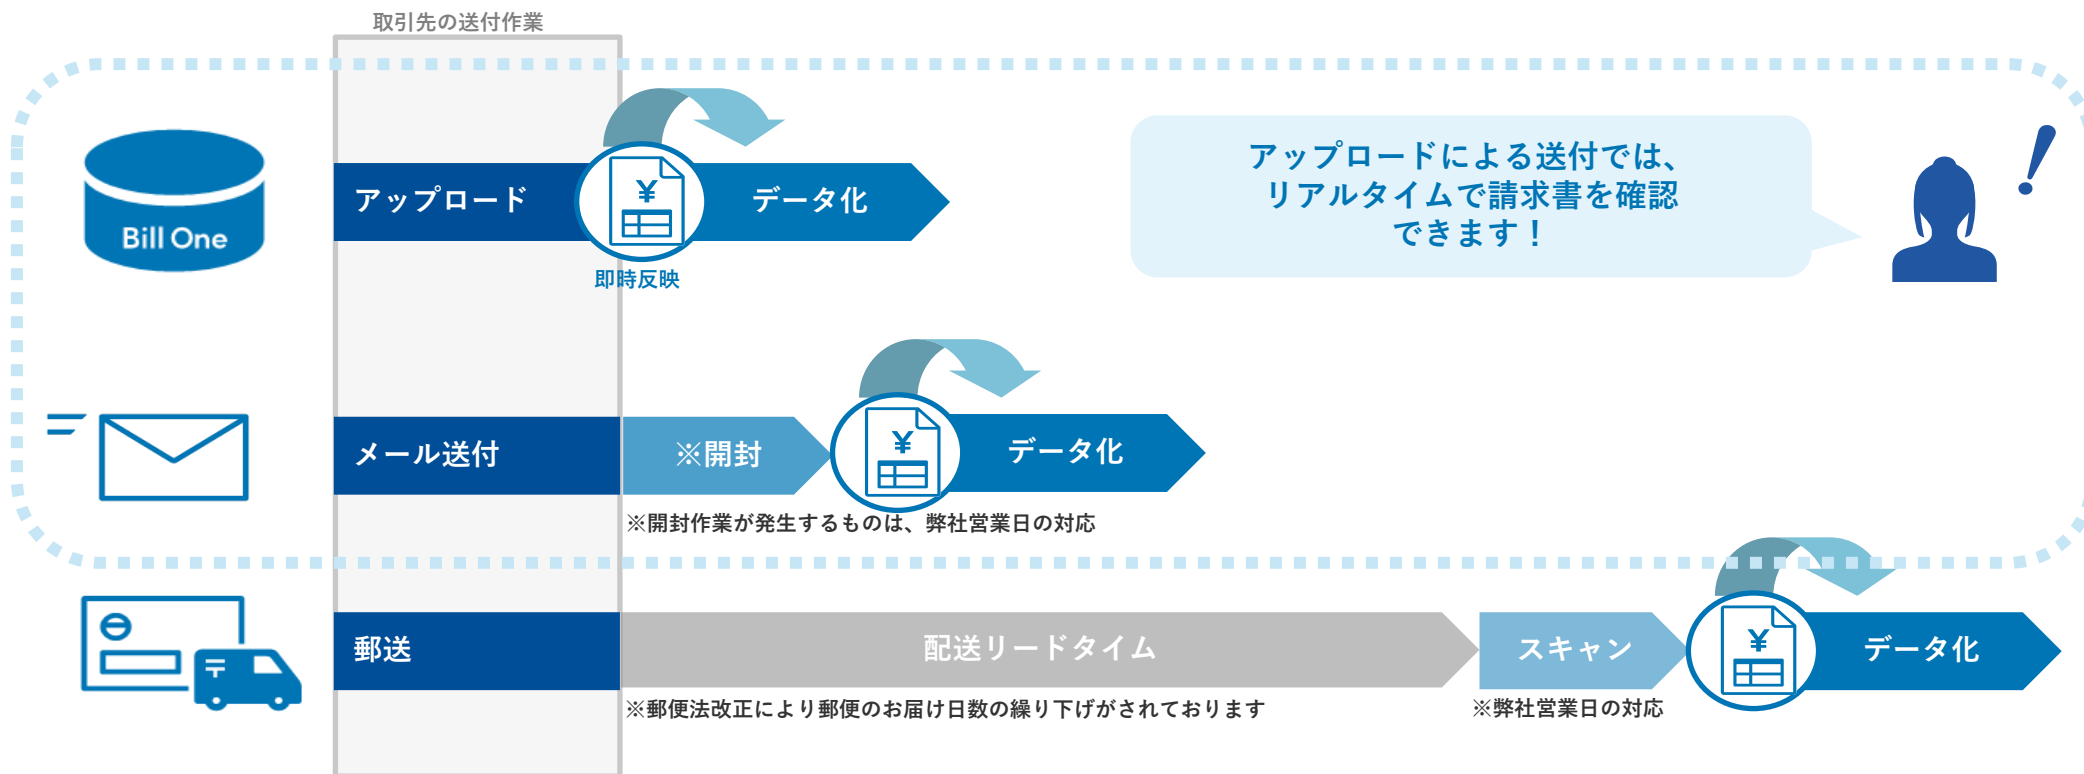 取引先の送付作業
Bill One
アップロード
¥
データ化
即時反映
アップロードによる送付では、
リアルタイムで請求書を確認
できます！
メール送付
※開封
¥
データ化
※開封作業が発生するものは、弊社営業日の対応
〒
郵送
配送リードタイム
スキャン
¥
データ化
※郵便法改正により郵便のお届け日数の繰り下げがされております
※弊社営業日の対応